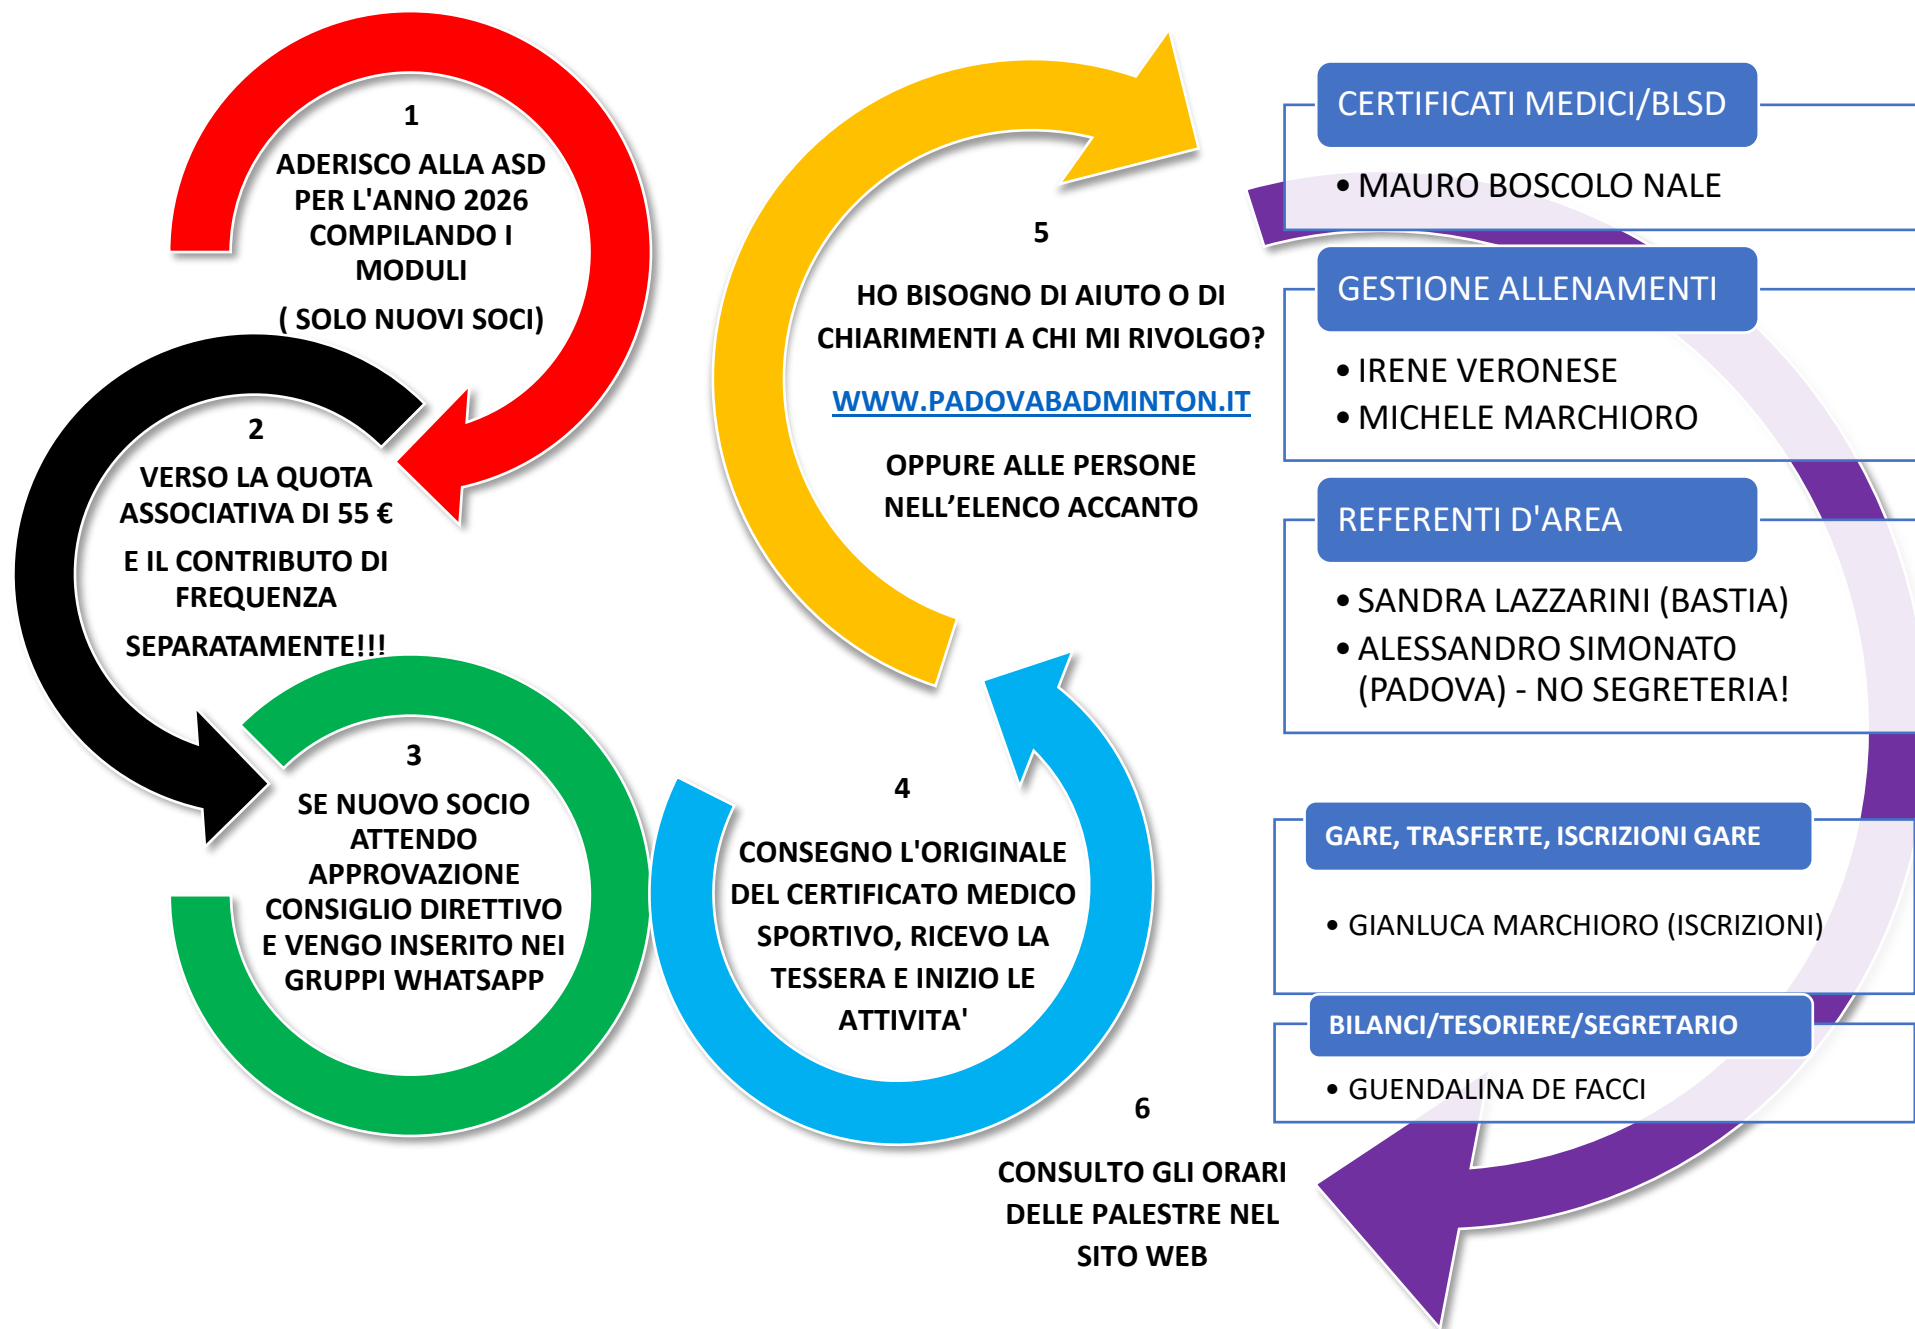 1
ADERISCO ALLA ASD
PER L'ANNO 2026
COMPILANDO I
MODULI
( SOLO NUOVI SOCI)
2
VERSO LA QUOTA
ASSOCIATIVA DI 55 €
E IL CONTRIBUTO DI
FREQUENZA
SEPARATAMENTE!!!
3
SE NUOVO SOCIO
ATTENDO
APPROVAZIONE
CONSIGLIO DIRETTIVO
E VENGO INSERITO NEI
GRUPPI WHATSAPP
4
CONSEGNO L'ORIGINALE
DEL CERTIFICATO MEDICO
SPORTIVO, RICEVO LA
TESSERA E INIZIO LE
ATTIVITA'
5
HO BISOGNO DI AIUTO O DI
CHIARIMENTI A CHI MI RIVOLGO?
WWW.PADOVABADMINTON.IT
OPPURE ALLE PERSONE
NELL’ELENCO ACCANTO
CERTIFICATI MEDICI/BLSD
• MAURO BOSCOLO NALE
GESTIONE ALLENAMENTI
• IRENE VERONESE
• MICHELE MARCHIORO
REFERENTI D'AREA
• SANDRA LAZZARINI (BASTIA)
• ALESSANDRO SIMONATO
(PADOVA) - NO SEGRETERIA!
GARE, TRASFERTE, ISCRIZIONI GARE
• GIANLUCA MARCHIORO (ISCRIZIONI)
BILANCI/TESORIERE/SEGRETARIO
• GUENDALINA DE FACCI
6
CONSULTO GLI ORARI
DELLE PALESTRE NEL
SITO WEB